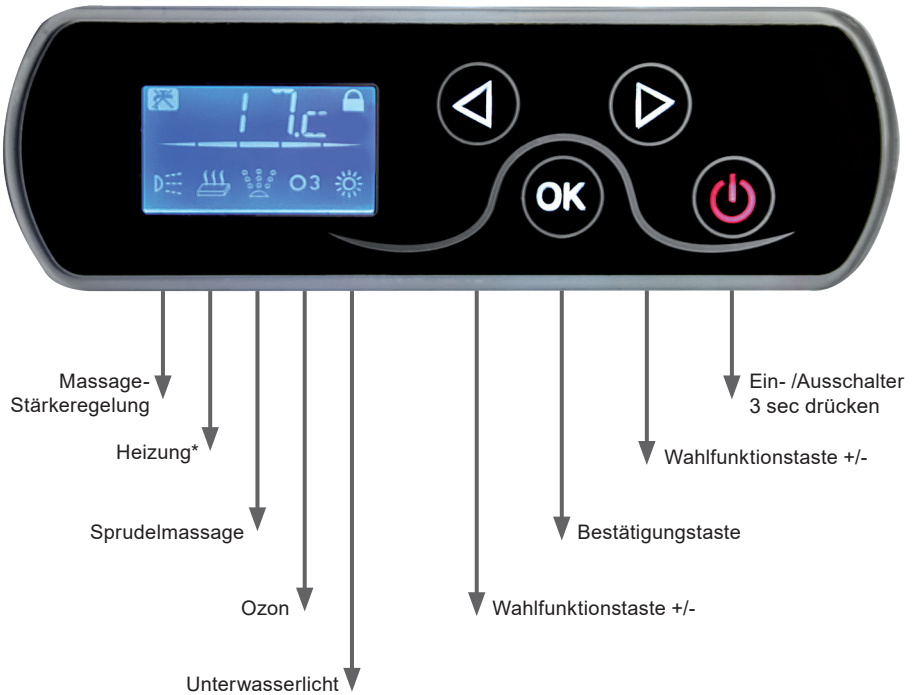 17.c
O3
OK
Massage-
Stärkeregelung
Ein- /Ausschalter
3 sec drücken
Heizung*
Wahlfunktionstaste +/-
Sprudelmassage
Bestätigungstaste
Ozon
Wahlfunktionstaste +/-
Unterwasserlicht